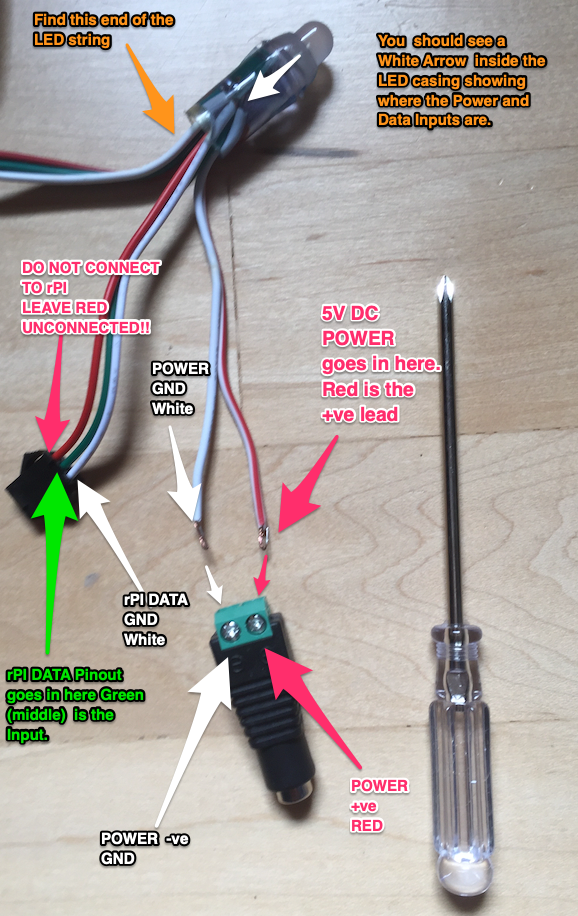 Find this end of the
LED string
You should see a
White Arrow inside the
LED casing showing
where the Power and
Data Inputs are.
DO NOT CONNECT
TO rPI
LEAVE RED
UNCONNECTED!!
5V DC
POWER
goes in here.
Red is the
+ve lead
POWER
GND
White
rPI DATA
GND
White
rPI DATA Pinout
goes in here Green
(middle) is the
Input.
POWER
+ve
RED
POWER -ve
GND